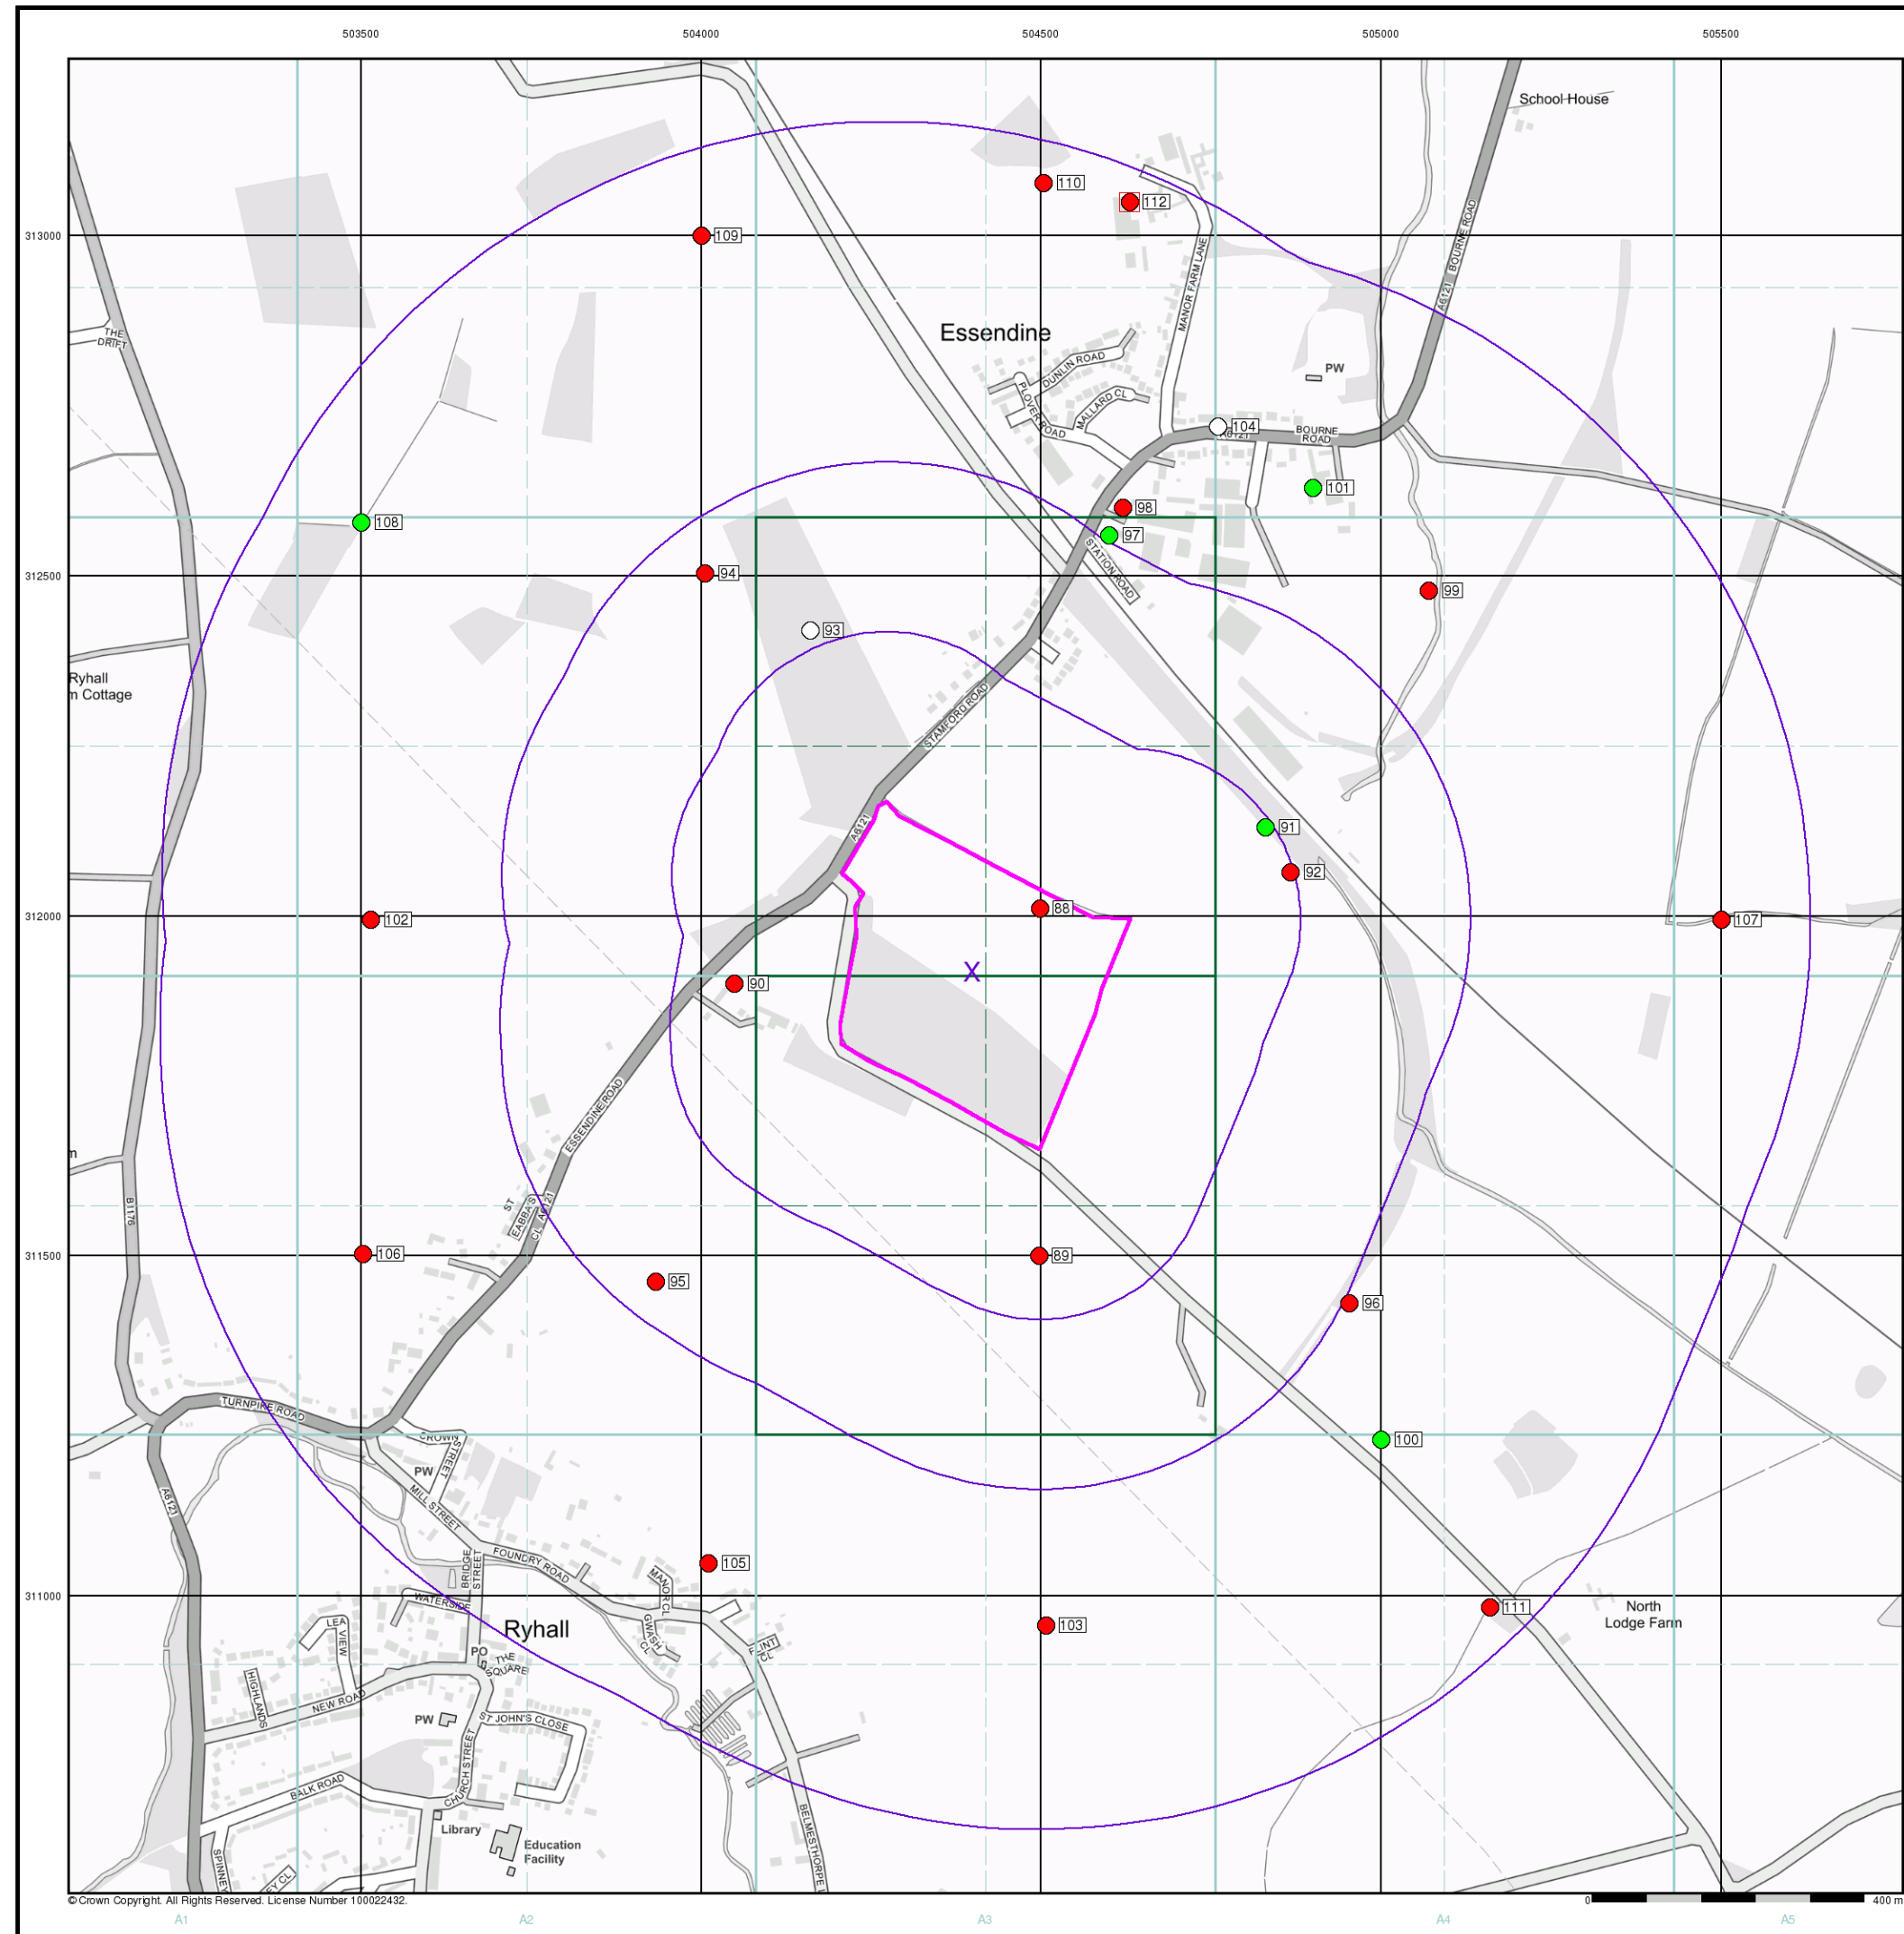 503500 504000 504500 505000 505500
School House
110
112
313000
109
BOURNE ROAD
A6121
MANOR FARM LANE
THE
DRIFT
Essendine
DUNLIN ROAD
PLOVER ROAD
MALLARD CL
PW
104
A6121
BOURNE
ROAD
101
98
108
97
STATION ROAD
312500
94
99
93
Ryhall
m Cottage
STAMFORD ROAD
A6121
91
92
88
312000
102
107
X
90
ESSENDINE ROAD
ST
EABBA'S
CL
A6121
B1176
311500
106
89
95
96
TURNPIKE ROAD
CROWN
STREET
100
PW
MILL STREET
A6121
FOUNDRY ROAD
BRIDGE
STREET
105
MANOR CL
WATERSIDE
311000
111
North
Lodge Farm
LEA
VIEW
Ryhall
GWASH
CL
103
FLINT
CL
PO
THE
SQUARE
HIGHLANDS
NEW ROAD
PW
ST JOHN'S CLOSE
CHURCH STREET
BALK ROAD
Library
Education
Facility
BELMESTHORPE L
SPINNEY
EY CL
© Crown Copyright. All Rights Reserved. License Number 100022432.
0 400 m
A1 A2 A3 A4 A5